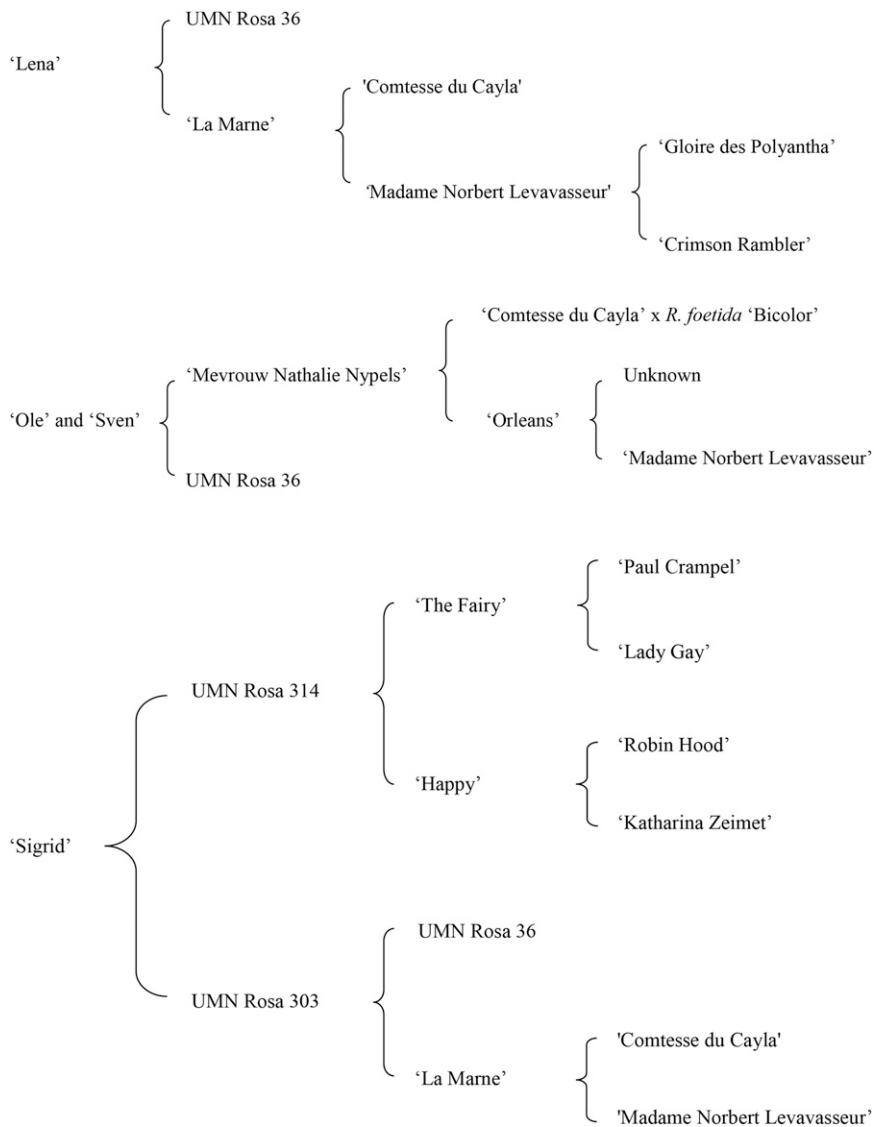 UMN Rosa 36
‘Lena’
'Comtesse du Cayla'
‘La Marne’
‘Gloire des Polyantha’
‘Madame Norbert Levavasseur'
‘Crimson Rambler’
‘Comtesse du Cayla’ x R. foetida ‘Bicolor’
‘Mevrouw Nathalie Nypels’
Unknown
‘Ole’ and ‘Sven’
‘Orleans’
‘Madame Norbert Levavasseur’
UMN Rosa 36
‘Paul Crampel’
‘The Fairy’
‘Lady Gay’
UMN Rosa 314
‘Robin Hood’
‘Happy’
‘Katharina Zeimet’
‘Sigrid’
UMN Rosa 36
UMN Rosa 303
'Comtesse du Cayla'
‘La Marne’
'Madame Norbert Levavasseur’